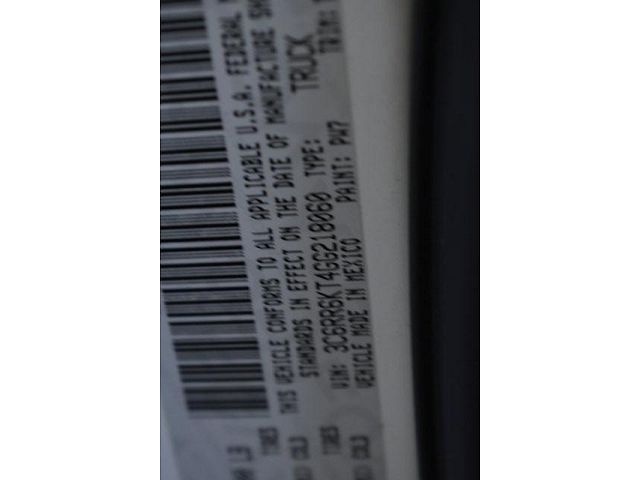 THIS VEHICLE CONFORMS TO ALL APPLICABLE U.S.A. FEDERAL
STANDARDS IN EFFECT ON THE DATE OF MANUFACTURE
VIN: 3C6RR6KT4GG218060 TYPE: TRUCK
VEHICLE MADE IN MEXICO PAINT: PW7 TRIM: